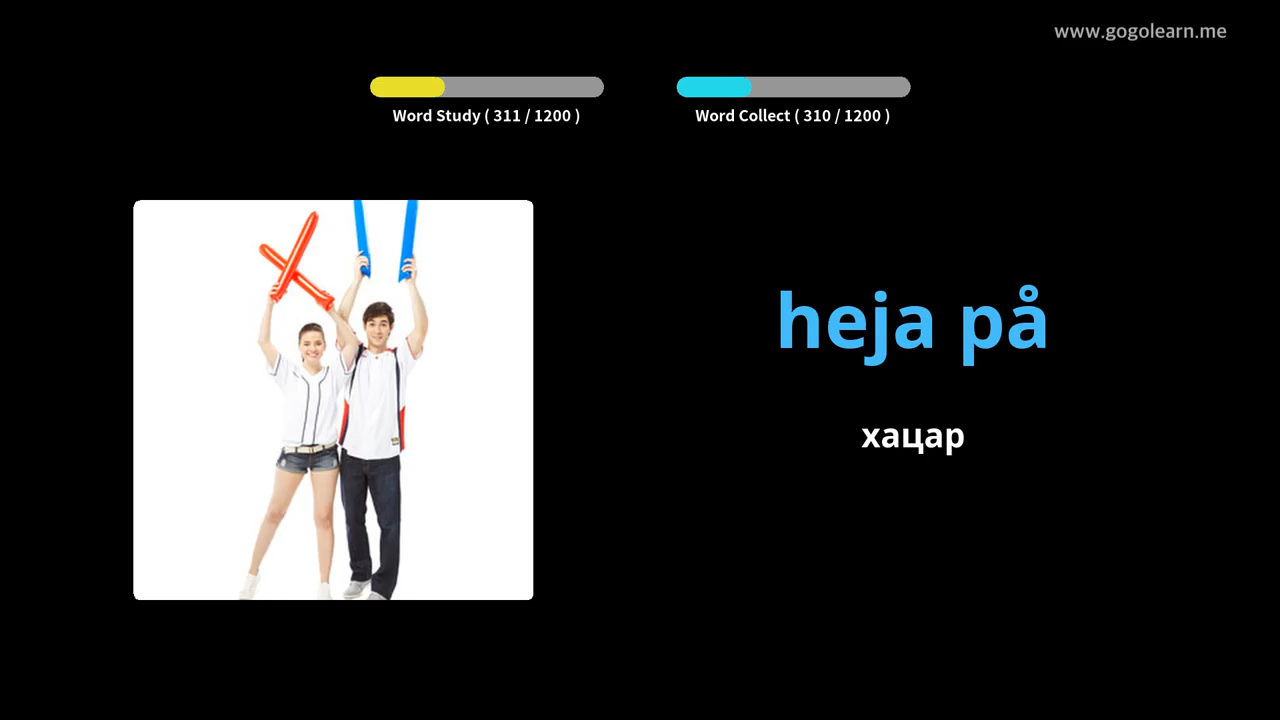 www.gogolearn.me
Word Study ( 311 / 1200 )
Word Collect ( 310 / 1200 )
heja på
хацар